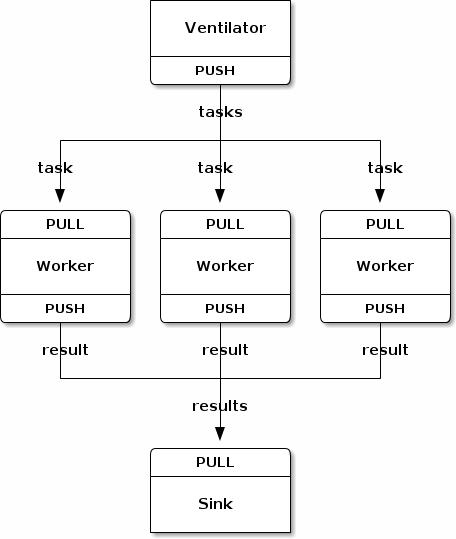 Ventilator
PUSH
tasks
task task task
PULL PULL PULL
Worker Worker Worker
PUSH PUSH PUSH
result result result
results
PULL
Sink